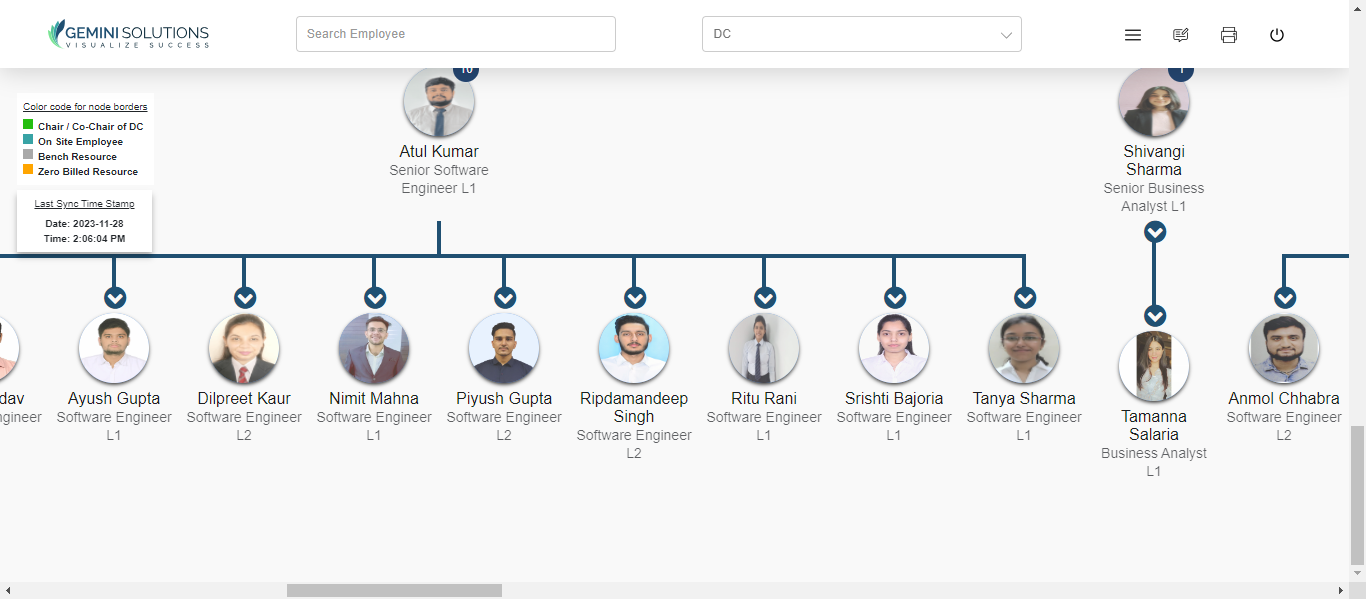 GEMINI SOLUTIONS
VISUALIZE SUCCESS
Search Employee
DC
10
1
Color code for node borders
Chair / Co-Chair of DC
On Site Employee
Bench Resource
Zero Billed Resource
Last Sync Time Stamp
Date: 2023-11-28
Time: 2:06:04 PM
Atul Kumar
Senior Software
Engineer L1
Shivangi
Sharma
Senior Business
Analyst L1
dav
gineer
Ayush Gupta
Software Engineer
L1
Dilpreet Kaur
Software Engineer
L2
Nimit Mahna
Software Engineer
L1
Piyush Gupta
Software Engineer
L2
Ripdamandeep
Singh
Software Engineer
L2
Ritu Rani
Software Engineer
L1
Srishti Bajoria
Software Engineer
L1
Tanya Sharma
Software Engineer
L1
Tamanna
Salaria
Business Analyst
L1
Anmol Chhabra
Software Engineer
L2